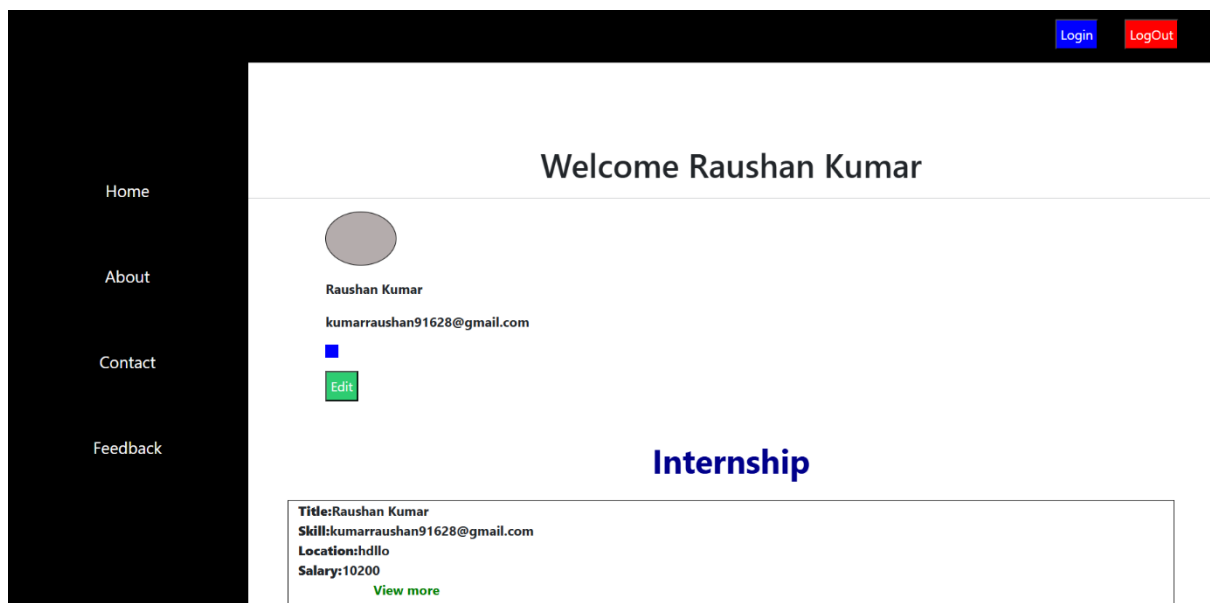 Login LogOut
Welcome Raushan Kumar
Home
About
Contact
Feedback
Raushan Kumar
kumarraushan91628@gmail.com
Edit
Internship
Title:Raushan Kumar
Skill:kumarraushan91628@gmail.com
Location:hdllo
Salary:10200
View more